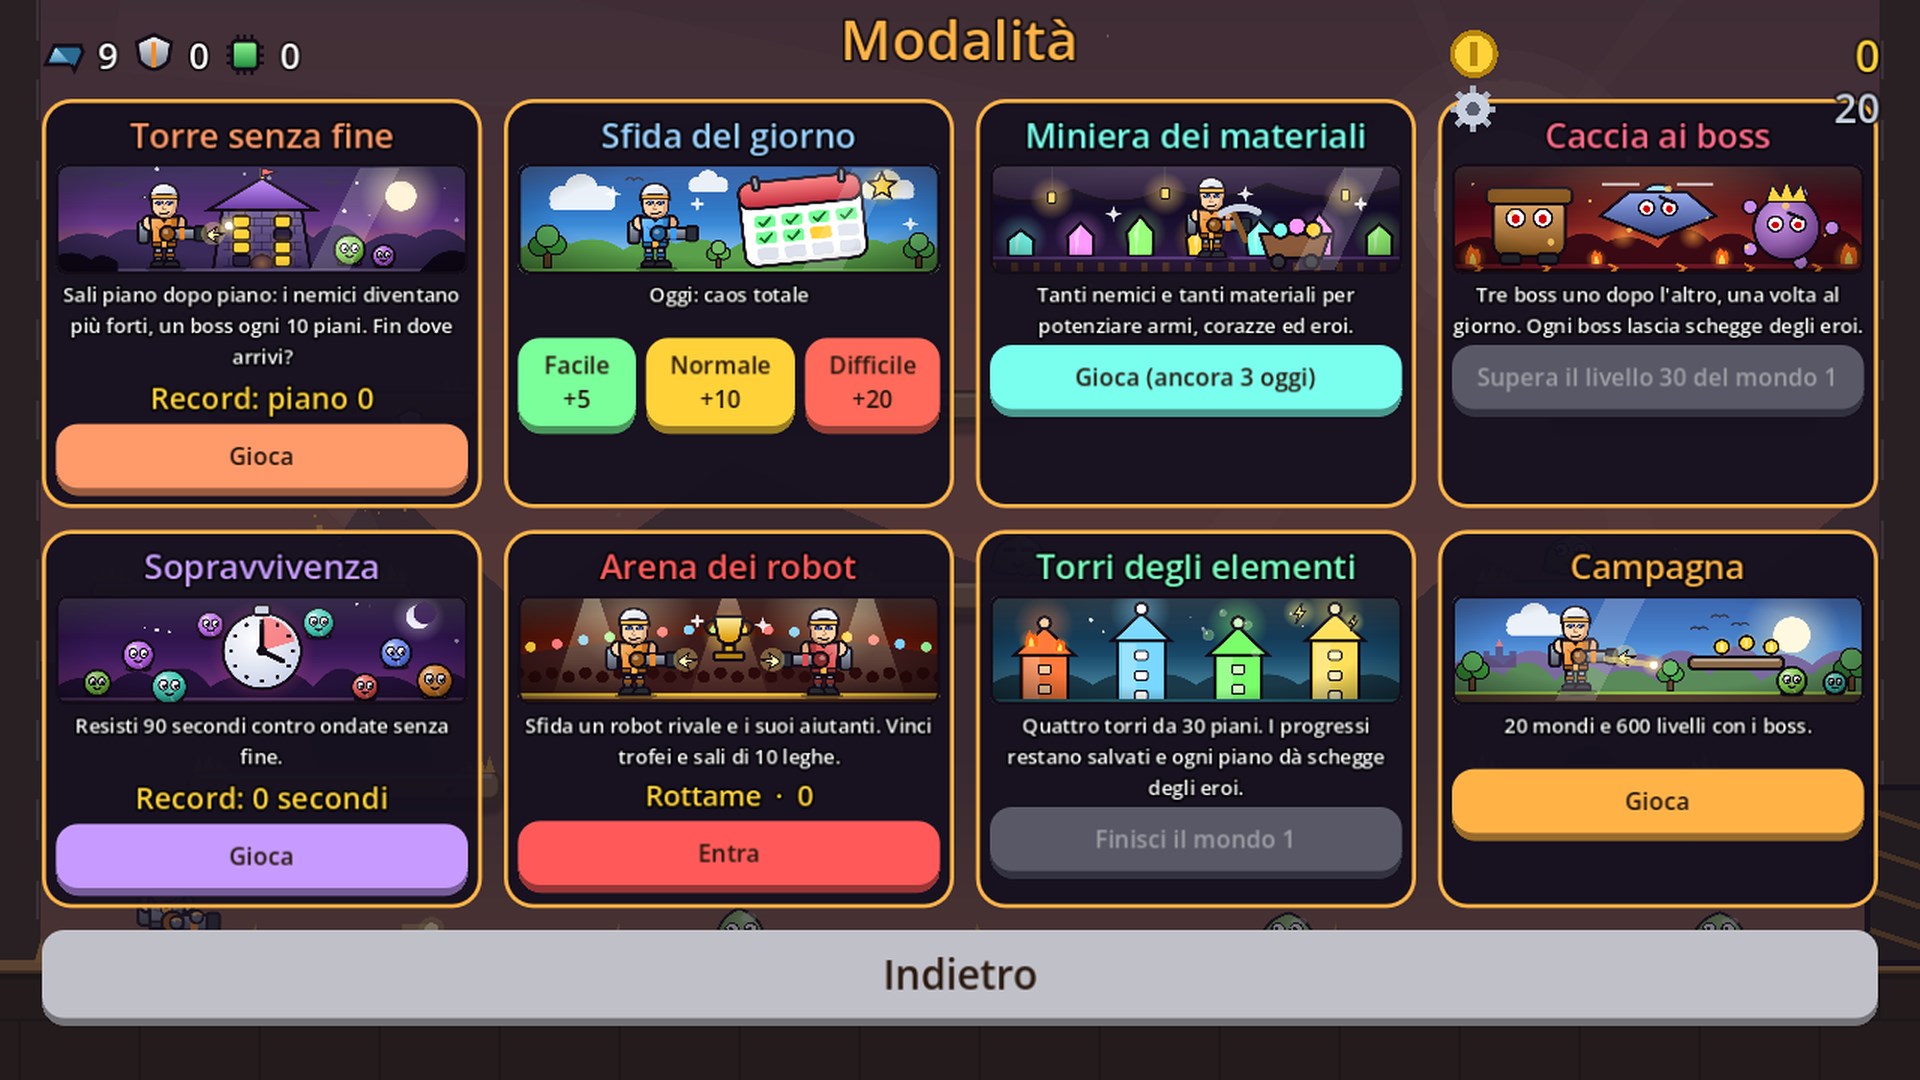 9 0 0
Modalità
0
20
Torre senza fine
Sali piano dopo piano: i nemici diventano
più forti, un boss ogni 10 piani. Fin dove
arrivi?
Record: piano 0
Gioca
Sfida del giorno
Oggi: caos totale
Facile
+5
Normale
+10
Difficile
+20
Miniera dei materiali
Tanti nemici e tanti materiali per
potenziare armi, corazze ed eroi.
Gioca (ancora 3 oggi)
Caccia ai boss
Tre boss uno dopo l'altro, una volta al
giorno. Ogni boss lascia schegge degli eroi.
Supera il livello 30 del mondo 1
Sopravvivenza
Resisti 90 secondi contro ondate senza
fine.
Record: 0 secondi
Gioca
Arena dei robot
Sfida un robot rivale e i suoi aiutanti. Vinci
trofei e sali di 10 leghe.
Rottame · 0
Entra
Torri degli elementi
Quattro torri da 30 piani. I progressi
restano salvati e ogni piano dà schegge
degli eroi.
Finisci il mondo 1
Campagna
20 mondi e 600 livelli con i boss.
Gioca
Indietro